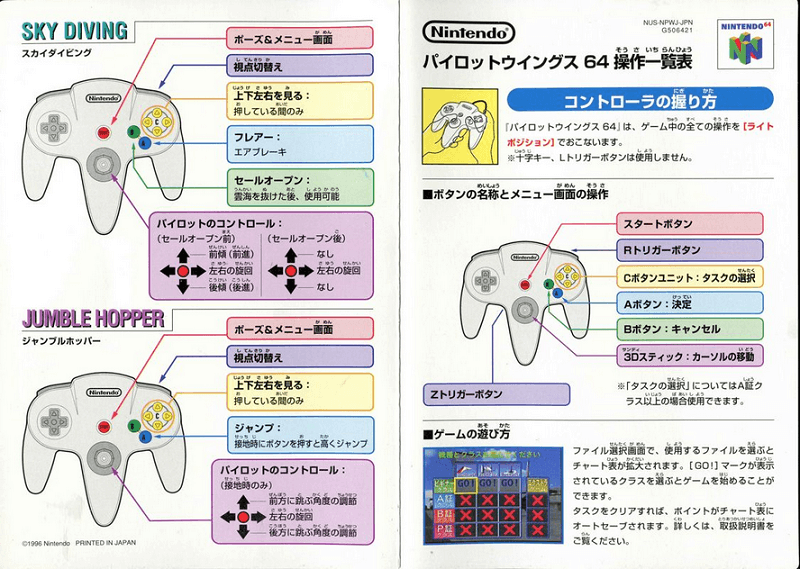 SKY DIVING
スカイダイビング
Nintendo
C
B
A
ポーズ&メニュー画面
視点切替え
上下左右を見る:
押している間のみ
フレアー:
エアブレーキ
セールオープン:
雲海を抜けた後、使用可能
パイロットのコントロール:
(セールオープン前)
前傾(前進)
左右の旋回
後傾(後進)
(セールオープン後)
なし
左右の旋回
なし
JUMBLE HOPPER
ジャンブルホッパー
Nintendo
C
B
A
ポーズ&メニュー画面
視点切替え
上下左右を見る:
押している間のみ
ジャンプ:
接地時にボタンを押すと高くジャンプ
パイロットのコントロール:
(接地時のみ)
前方に跳ぶ角度の調節
左右の旋回
後方に跳ぶ角度の調節
©1996 Nintendo PRINTED IN JAPAN
Nintendo
NUS-NPWJ-JPN
G506421
NINTENDO64
パイロットウイングス 64 操作一覧表
コントローラの握り方
『パイロットウイングス 64』は、ゲーム中の全ての操作を[ライト
ポジション]でおこないます。
※十字キー、Lトリガーボタンは使用しません。
■ボタンの名称とメニュー画面の操作
Nintendo
C
B
A
スタートボタン
Rトリガーボタン
Cボタンユニット:タスクの選択
Aボタン:決定
Bボタン:キャンセル
3Dスティック:カーソルの移動
Zトリガーボタン
※「タスクの選択」についてはA証ク
ラス以上の場合使用できます。
■ゲームの遊び方
機種とクラスを選んでください
ビギナー
クラス
GO! GO! GO!
A証
B証
P証
ファイル選択画面で、使用するファイルを選ぶと
チャート表が拡大されます。[GO!]マークが表示
されているクラスを選ぶとゲームを始めることが
できます。
タスクをクリアすれば、ポイントがチャート表に
オートセーブされます。詳しくは、取扱説明書を
ご覧ください。